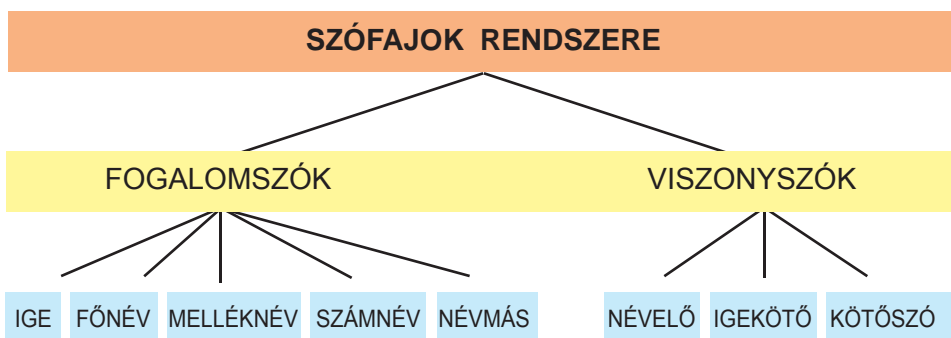 SZÓFAJOK RENDSZERE
FOGALOMSZÓK VISZONYSZÓK
IGE FŐNÉV MELLÉKNÉV SZÁMNÉV NÉVMÁS NÉVELŐ IGEKÖTŐ KÖTŐSZÓ